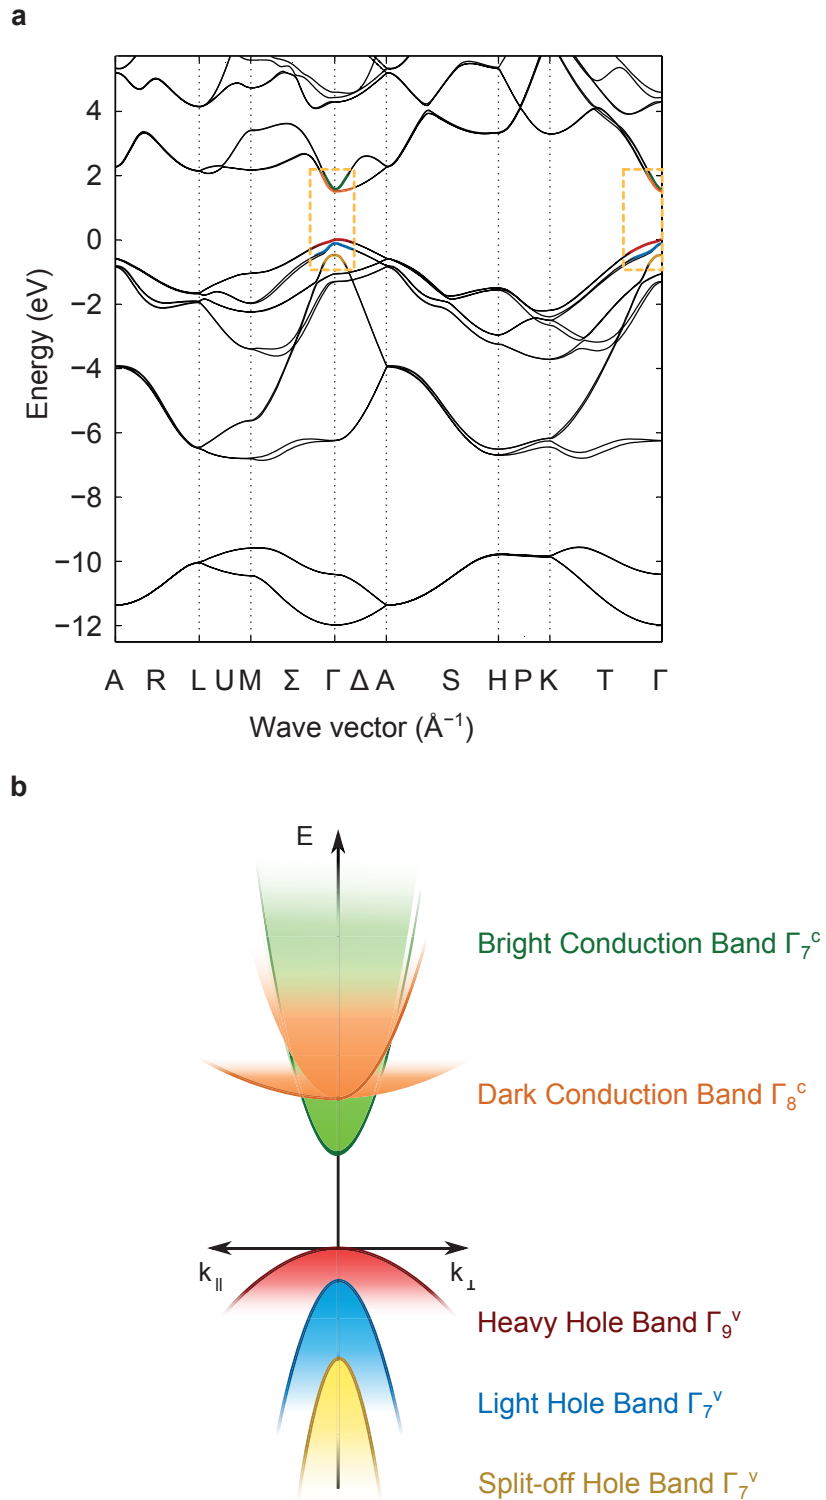 a
4
2
0
−2
−4
−6
−8
−10
−12
Energy (eV)
A R L U M Σ Γ Δ A S H P K T Γ
Wave vector (Å⁻¹)
b
E
Bright Conduction Band Γ₇ᶜ
Dark Conduction Band Γ₈ᶜ
k∥ k⊥
Heavy Hole Band Γ₉ᵛ
Light Hole Band Γ₇ᵛ
Split-off Hole Band Γ₇ᵛ